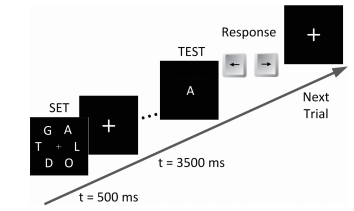 Response
TEST
A
SET
G A
T + L
D O
+
...
← →
+
Next
Trial
t = 3500 ms
t = 500 ms